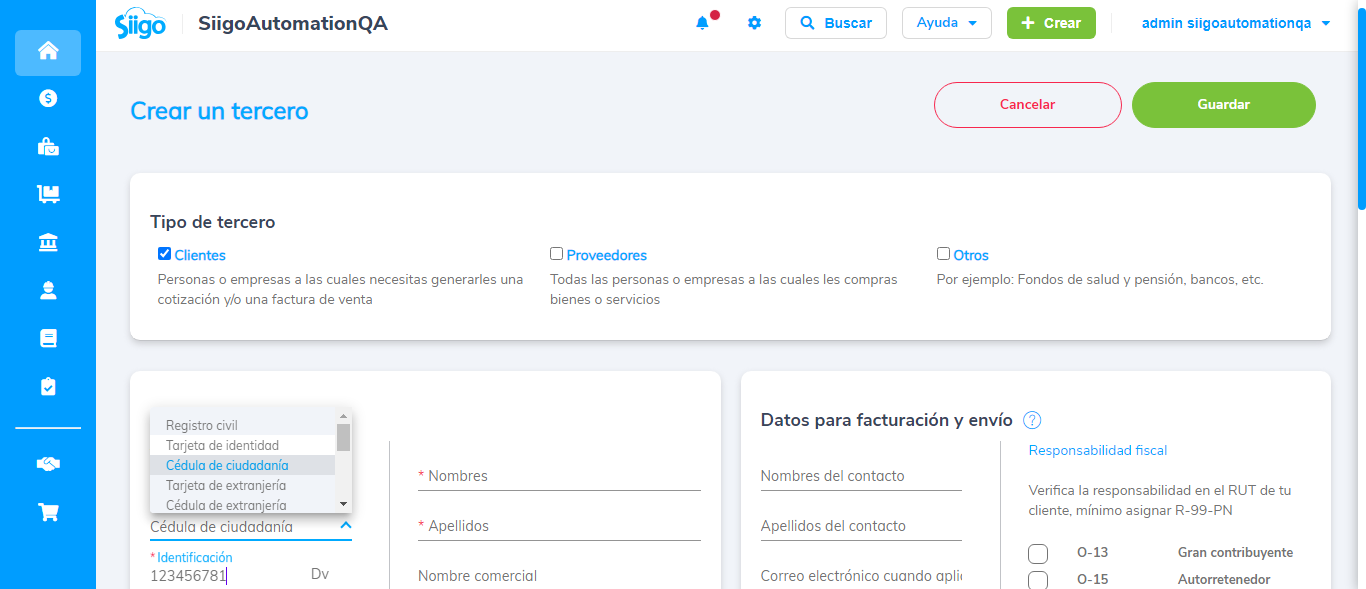 Siigo
SiigoAutomationQA
Buscar
Ayuda
Crear
admin siigoautomationqa
Crear un tercero
Cancelar
Guardar
Tipo de tercero
Clientes
Personas o empresas a las cuales necesitas generarles una
cotización y/o una factura de venta
Proveedores
Todas las personas o empresas a las cuales les compras
bienes o servicios
Otros
Por ejemplo: Fondos de salud y pensión, bancos, etc.
Registro civil
Tarjeta de identidad
Cédula de ciudadanía
Tarjeta de extranjería
Cédula de extranjería
Cédula de ciudadanía
* Identificación
123456781
Dv
* Nombres
* Apellidos
Nombre comercial
Datos para facturación y envío ?
Nombres del contacto
Apellidos del contacto
Correo electrónico cuando aplic
Responsabilidad fiscal
Verifica la responsabilidad en el RUT de tu
cliente, mínimo asignar R-99-PN
O-13 Gran contribuyente
O-15 Autorretenedor